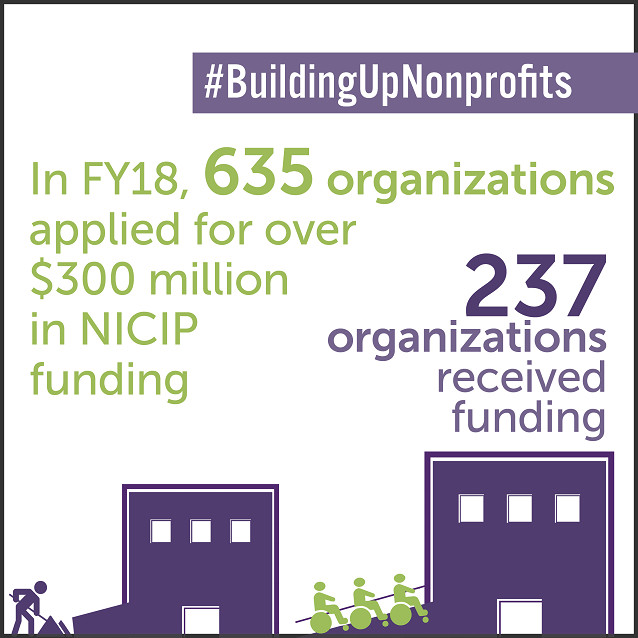 #BuildingUpNonprofits
In FY18, 635 organizations
applied for over
$300 million
in NICIP
funding
237
organizations
received
funding